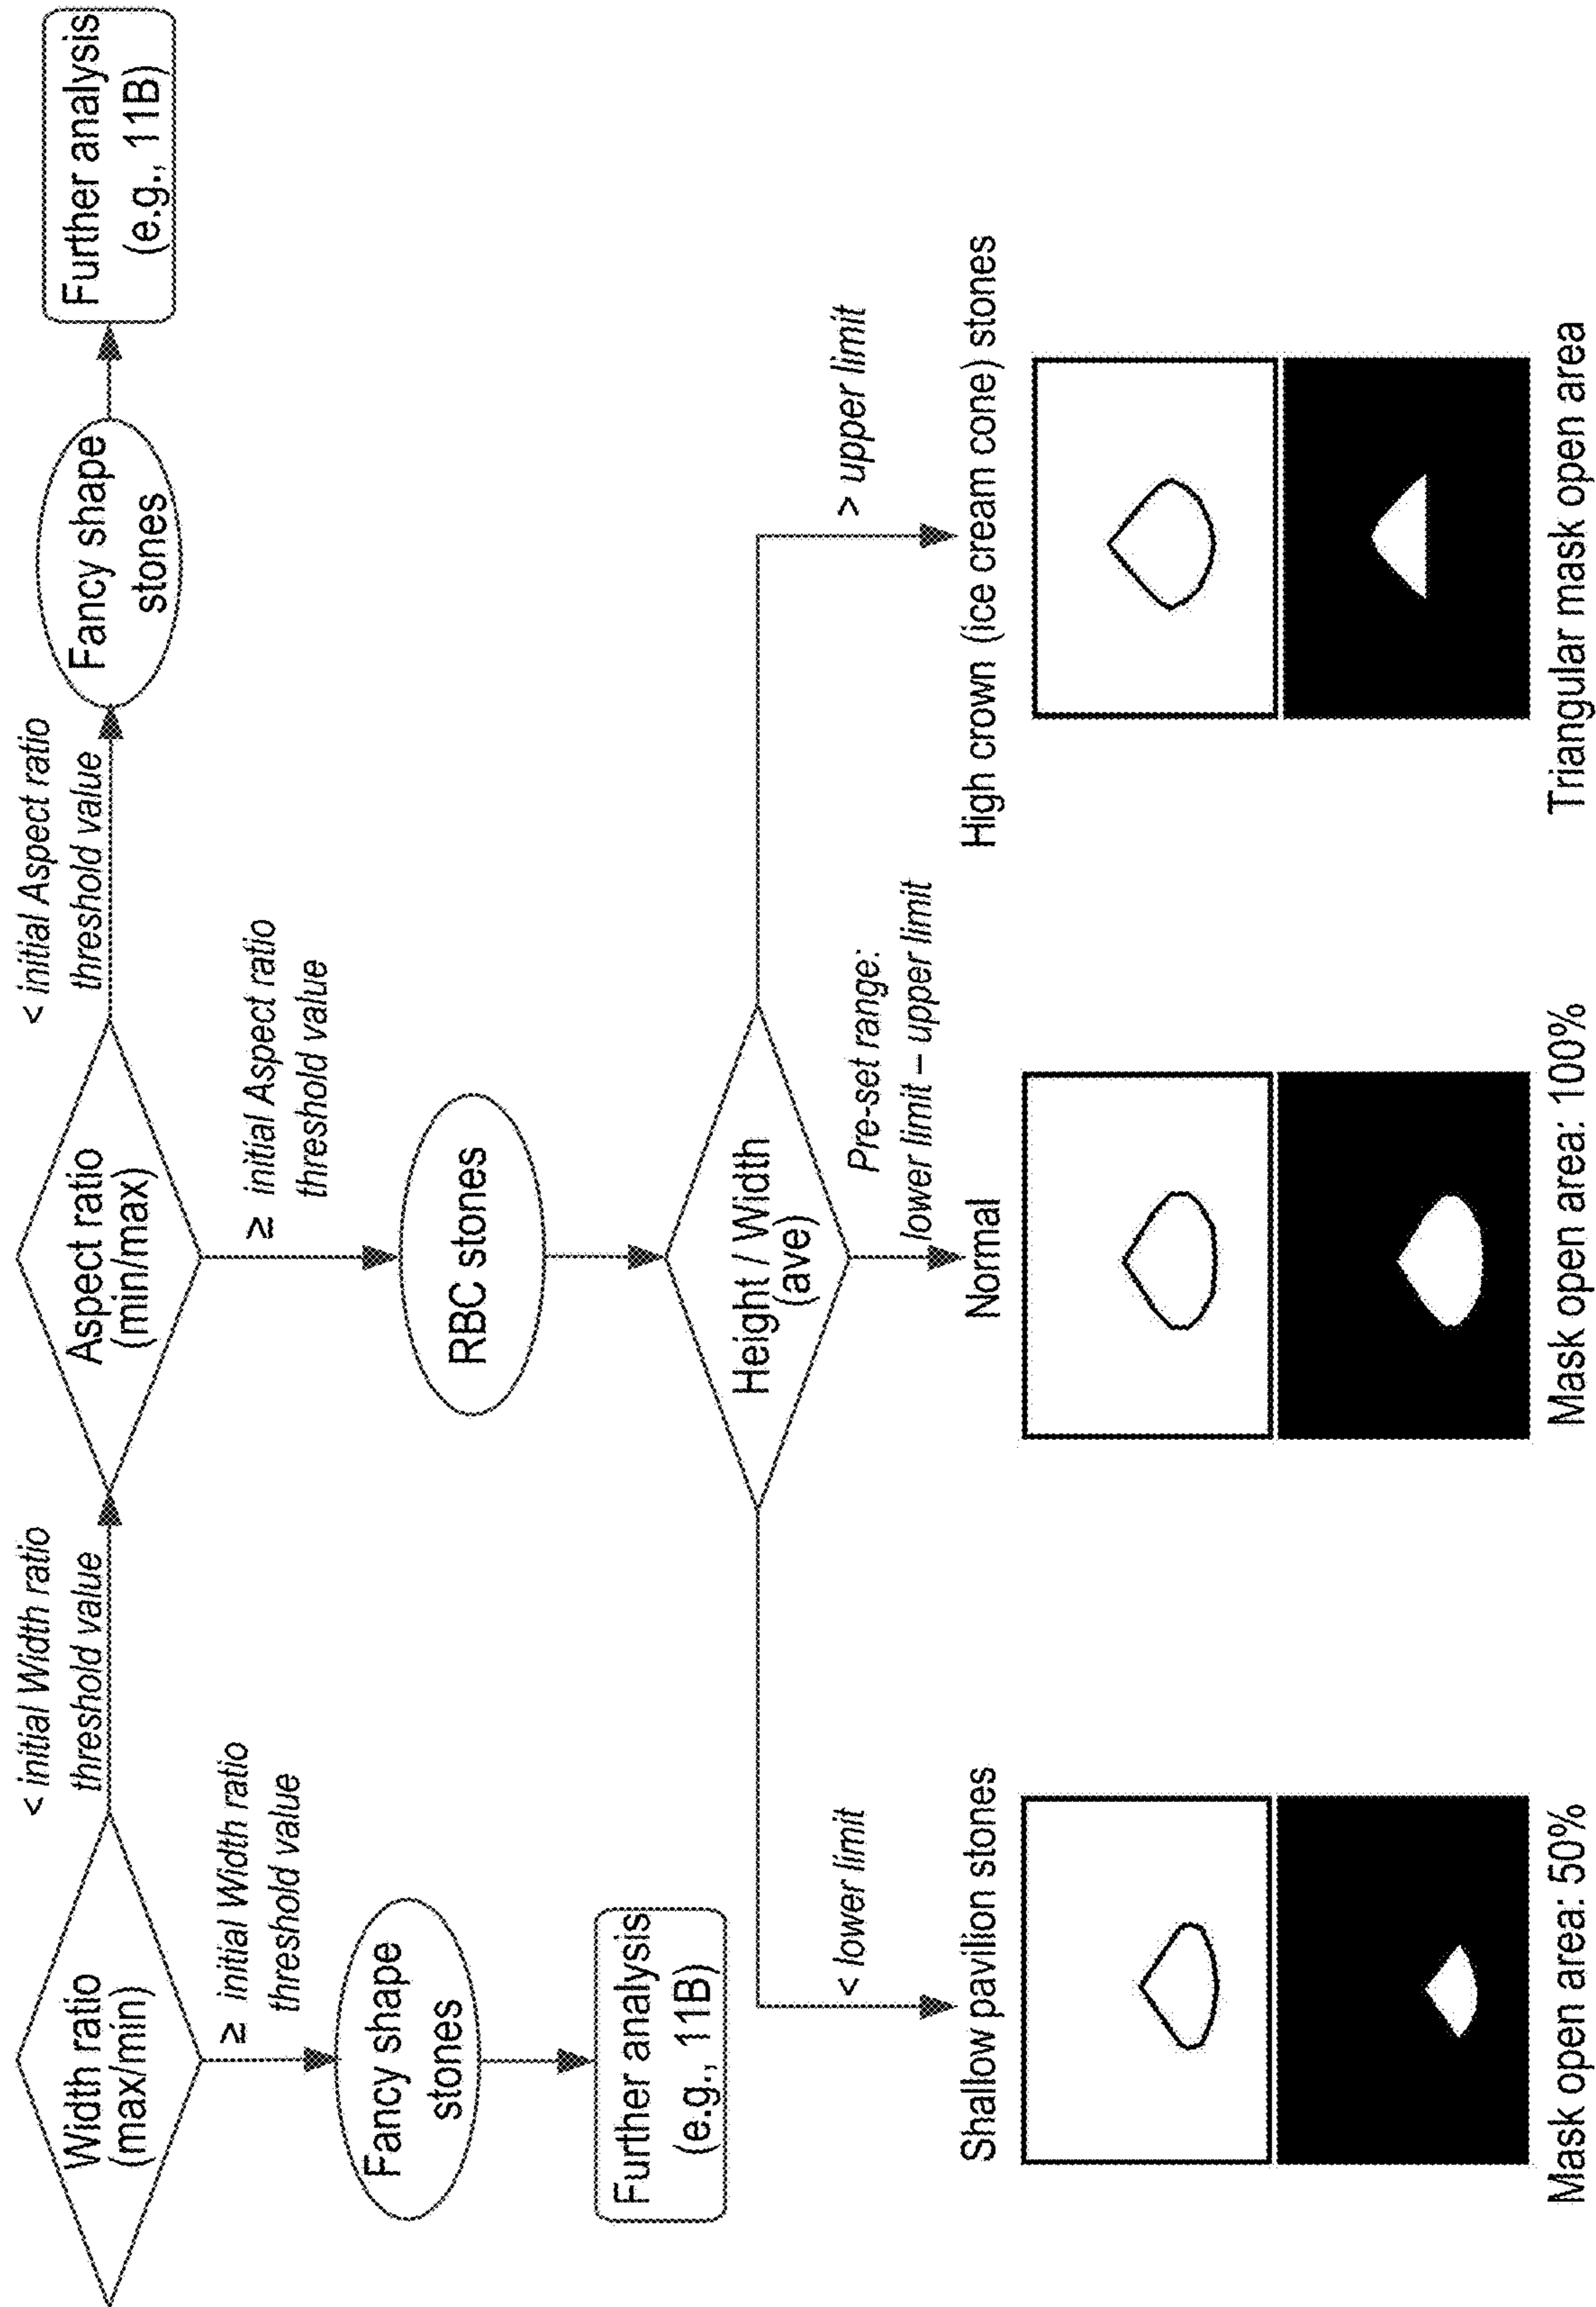 Width ratio
(max/min)
< initial Width ratio
threshold value
Aspect ratio
(min/max)
< initial Aspect ratio
threshold value
Fancy shape
stones
Further analysis
(e.g., 11B)
≥ initial Width ratio
threshold value
Fancy shape
stones
Further analysis
(e.g., 11B)
≥ initial Aspect ratio
threshold value
RBC stones
Height / Width
(ave)
< lower limit
Pre-set range:
lower limit – upper limit
> upper limit
Shallow pavilion stones
Normal
High crown (ice cream cone) stones
Mask open area: 50%
Mask open area: 100%
Triangular mask open area